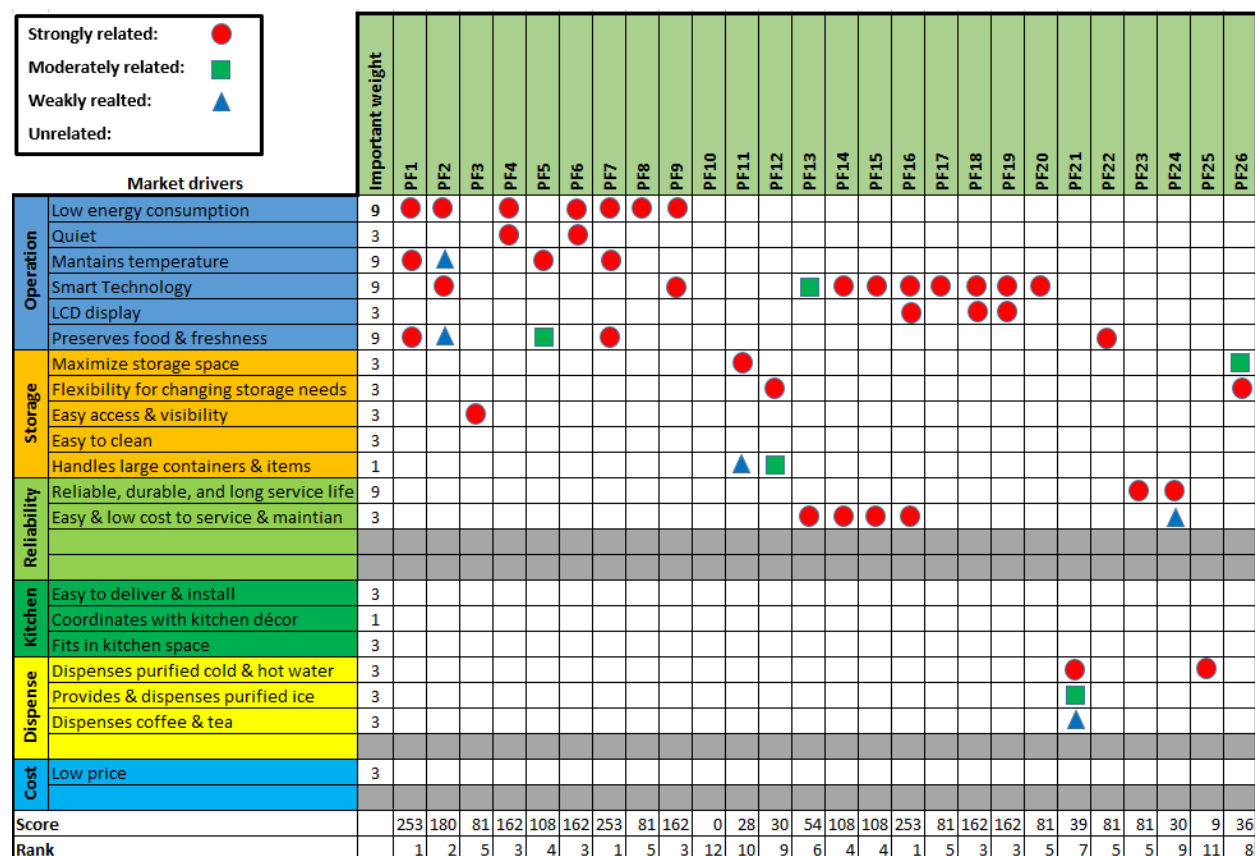 Strongly related:
Moderately related:
Weakly realted:
Unrelated:
Market drivers
Important weight
PF1 PF2 PF3 PF4 PF5 PF6 PF7 PF8 PF9 PF10 PF11 PF12 PF13 PF14 PF15 PF16 PF17 PF18 PF19 PF20 PF21 PF22 PF23 PF24 PF25 PF26
Operation
Low energy consumption 9
Quiet 3
Mantains temperature 9
Smart Technology 9
LCD display 3
Preserves food & freshness 9
Storage
Maximize storage space 3
Flexibility for changing storage needs 3
Easy access & visibility 3
Easy to clean 3
Handles large containers & items 1
Reliability
Reliable, durable, and long service life 9
Easy & low cost to service & maintian 3
Kitchen
Easy to deliver & install 3
Coordinates with kitchen décor 1
Fits in kitchen space 3
Dispense
Dispenses purified cold & hot water 3
Provides & dispenses purified ice 3
Dispenses coffee & tea 3
Cost
Low price 3
Score 253 180 81 162 108 162 253 81 162 0 28 30 54 108 108 253 81 162 162 81 39 81 81 30 9 36
Rank 1 2 5 3 4 3 1 5 3 12 10 9 6 4 4 1 5 3 3 5 7 5 5 9 11 8